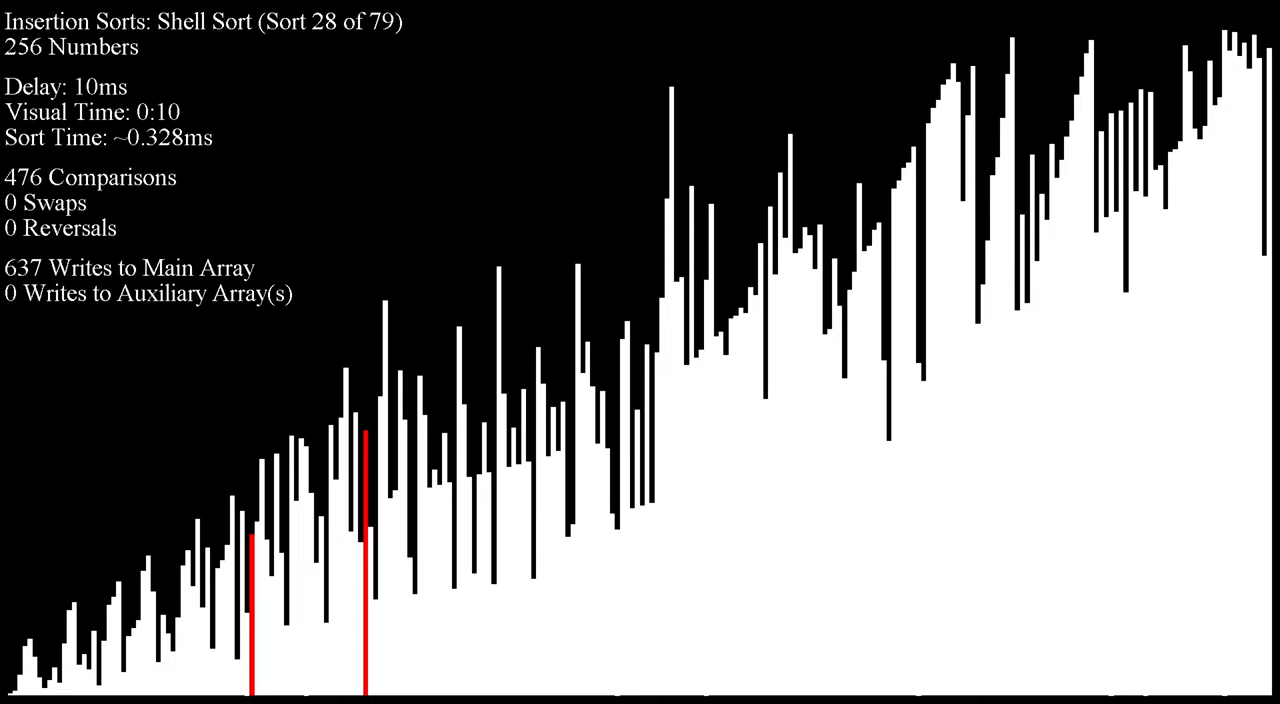 Insertion Sorts: Shell Sort (Sort 28 of 79)
256 Numbers
Delay: 10ms
Visual Time: 0:10
Sort Time: ~0.328ms
476 Comparisons
0 Swaps
0 Reversals
637 Writes to Main Array
0 Writes to Auxiliary Array(s)